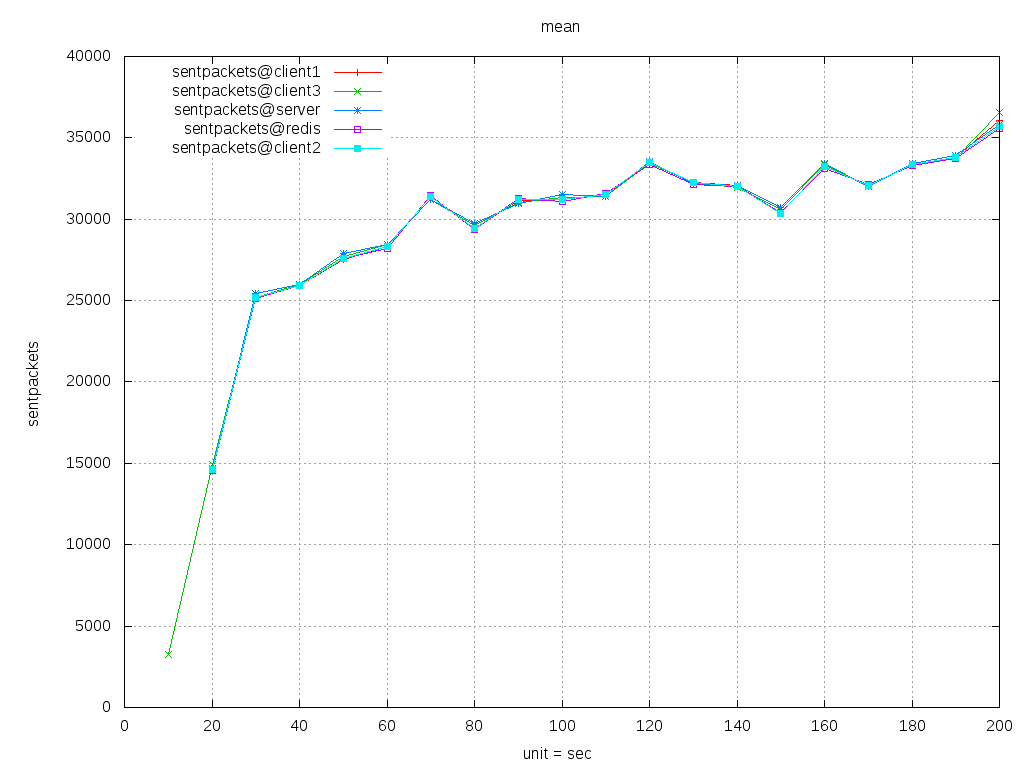 mean
40000
35000
30000
25000
20000
15000
10000
5000
0
sentpackets
sentpackets@client1
sentpackets@client3
sentpackets@server
sentpackets@redis
sentpackets@client2
0 20 40 60 80 100 120 140 160 180 200
unit = sec